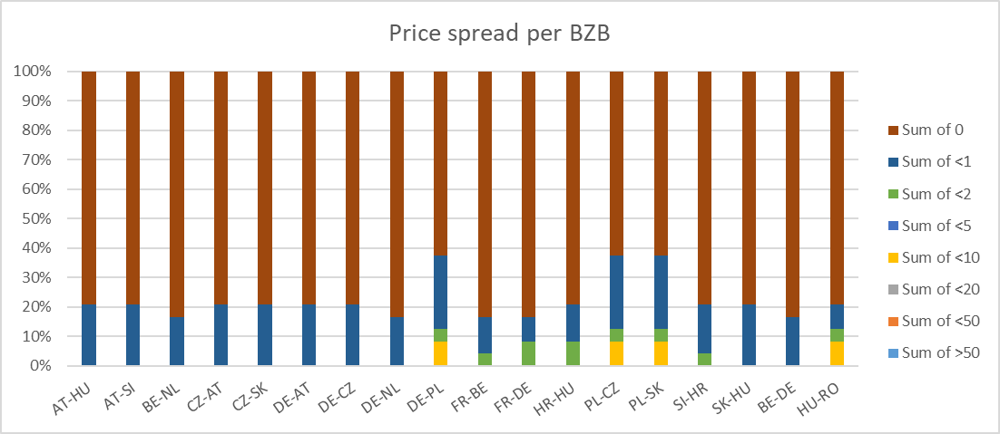 Price spread per BZB
100%
90%
80%
70%
60%
50%
40%
30%
20%
10%
0%
AT-HU
AT-SI
BE-NL
CZ-AT
CZ-SK
DE-AT
DE-CZ
DE-NL
DE-PL
FR-BE
FR-DE
HR-HU
PL-CZ
PL-SK
SI-HR
SK-HU
BE-DE
HU-RO
Sum of 0
Sum of <1
Sum of <2
Sum of <5
Sum of <10
Sum of <20
Sum of <50
Sum of >50